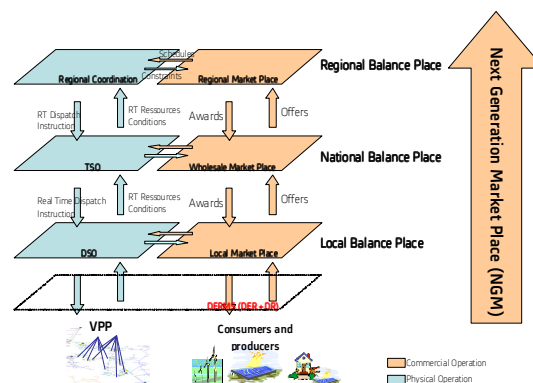 Schedules
Regional Coordination
Constraints
Regional Market Place
Regional Balance Place
RT Dispatch
Instruction
RT Ressources
Conditions
Awards
Offers
TSO
Wholesale Market Place
National Balance Place
Real Time Dispatch
Instruction
RT Ressources
Conditions
Awards
Offers
DSO
Local Market Place
Local Balance Place
DERMS (DER + DR)
VPP
Consumers and
producers
Next Generation Market Place (NGM)
Commercial Operation
Physical Operation